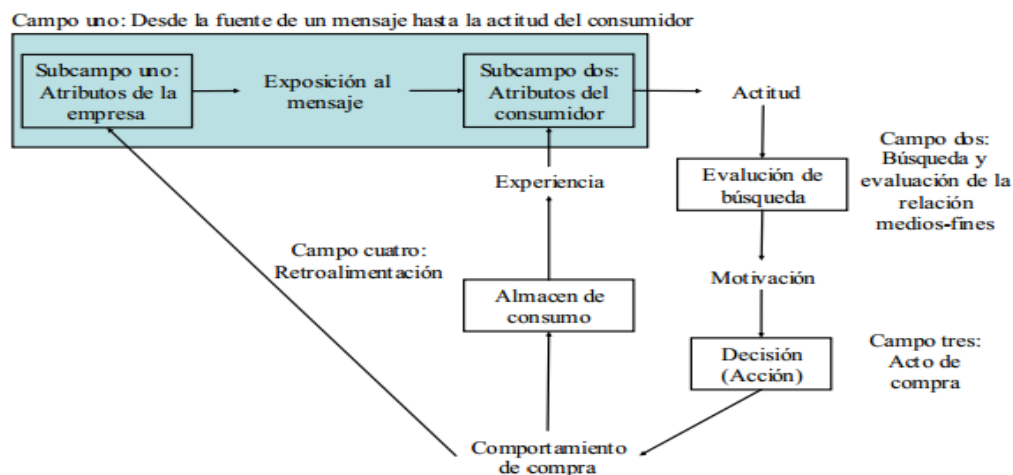 Campo uno: Desde la fuente de un mensaje hasta la actitud del consumidor
Subcampo uno:
Atributos de la
empresa
Exposición al
mensaje
Subcampo dos:
Atributos del
consumidor
Actitud
Campo dos:
Búsqueda y
evaluación de la
relación
medios-fines
Evalución de
búsqueda
Experiencia
Campo cuatro:
Retroalimentación
Motivación
Almacen de
consumo
Decisión
(Acción)
Campo tres:
Acto de
compra
Comportamiento
de compra